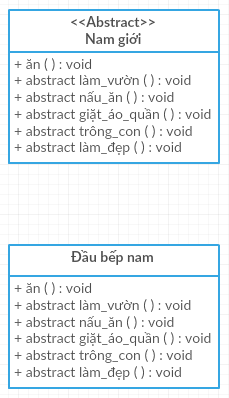 <<Abstract>>
Nam giới
+ ăn ( ) : void
+ abstract làm_vườn ( ) : void
+ abstract nấu_ăn ( ) : void
+ abstract giặt_áo_quần ( ) : void
+ abstract trông_con ( ) : void
+ abstract làm_đẹp ( ) : void
Đầu bếp nam
+ ăn ( ) : void
+ abstract làm_vườn ( ) : void
+ abstract nấu_ăn ( ) : void
+ abstract giặt_áo_quần ( ) : void
+ abstract trông_con ( ) : void
+ abstract làm_đẹp ( ) : void